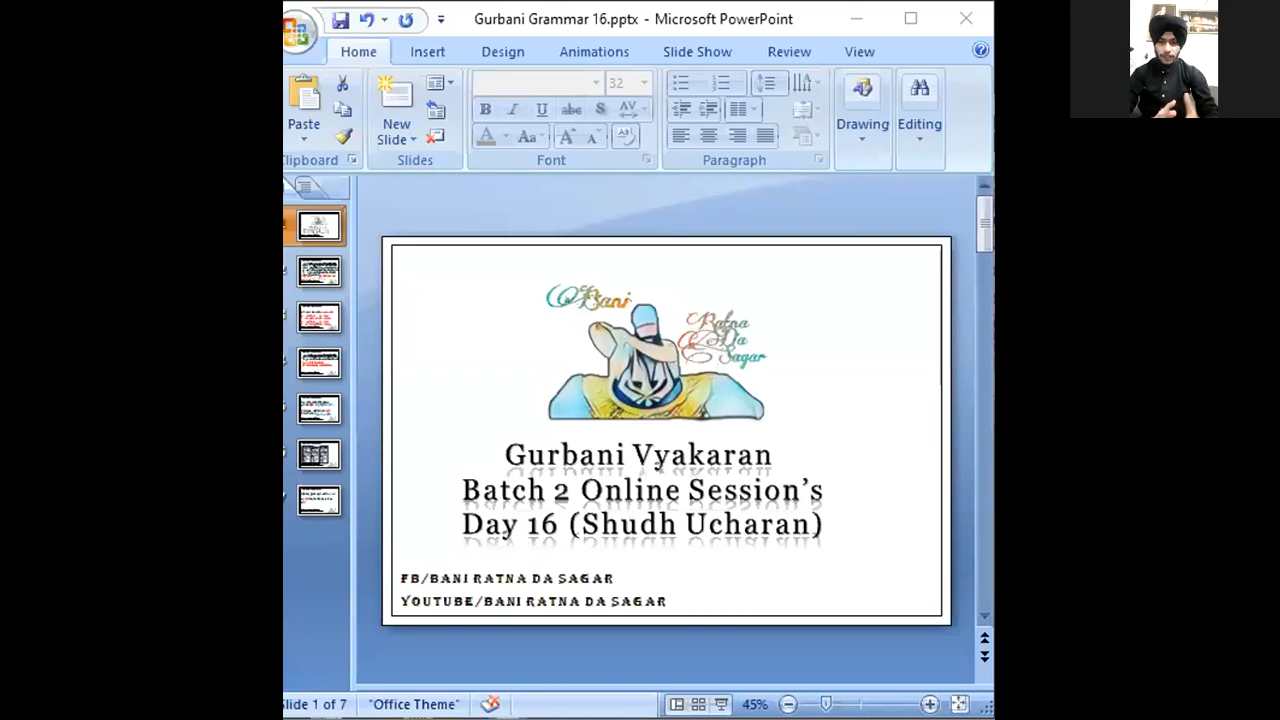 Gurbani Grammar 16.pptx - Microsoft PowerPoint
Home Insert Design Animations Slide Show Review View
32
Paste
New
Slide
Drawing
Editing
lipboard Slides Font Paragraph
Bani
Ratna
Da
Sagar
Gurbani Vyakaran
Batch 2 Online Session’s
Day 16 (Shudh Ucharan)
FB/BANI RATNA DA SAGAR
YOUTUBE/BANI RATNA DA SAGAR
lide 1 of 7 "Office Theme" 45%